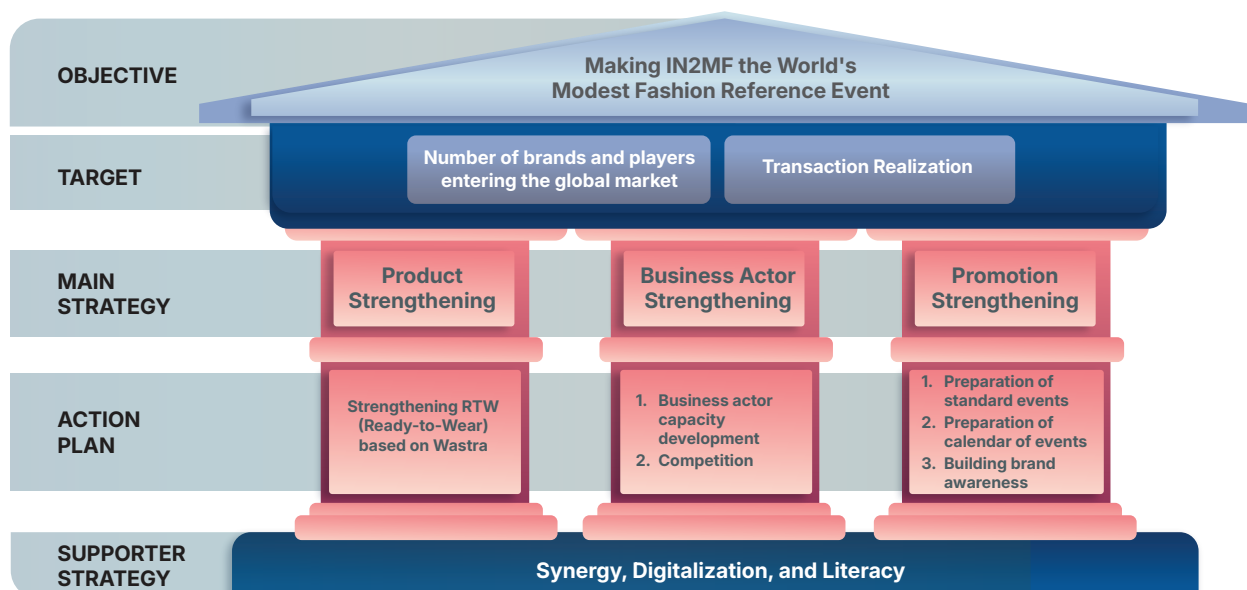 OBJECTIVE
Making IN2MF the World's
Modest Fashion Reference Event
TARGET
Number of brands and players
entering the global market
Transaction Realization
MAIN
STRATEGY
Product
Strengthening
Business Actor
Strengthening
Promotion
Strengthening
ACTION
PLAN
Strengthening RTW
(Ready-to-Wear)
based on Wastra
1. Business actor
capacity
development
2. Competition
1. Preparation of
standard events
2. Preparation of
calendar of events
3. Building brand
awareness
SUPPORTER
STRATEGY
Synergy, Digitalization, and Literacy